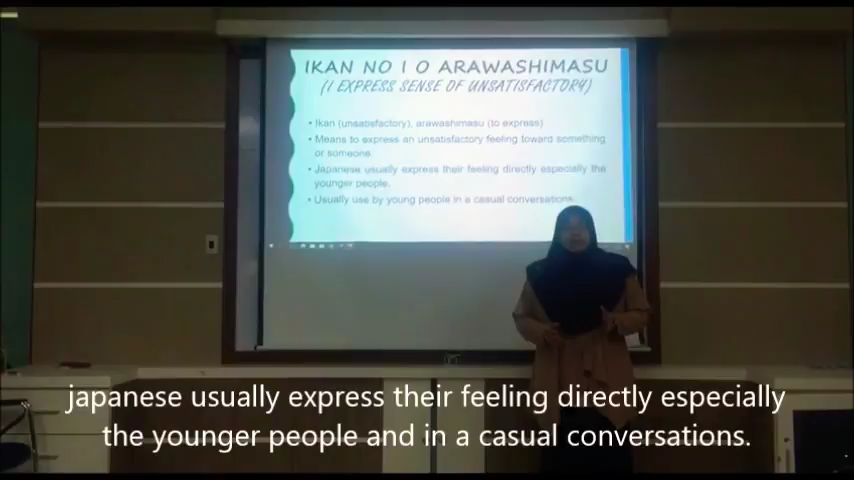 IKAN NO I O ARAWASHIMASU
(I EXPRESS SENSE OF UNSATISFACTORY)
• Ikan (unsatisfactory), arawashimasu (to express)
• Means to express an unsatisfactory feeling toward something
or someone.
• Japanese usually express their feeling directly especially the
younger people.
• Usually use by young people in a casual conversations.
japanese usually express their feeling directly especially
the younger people and in a casual conversations.